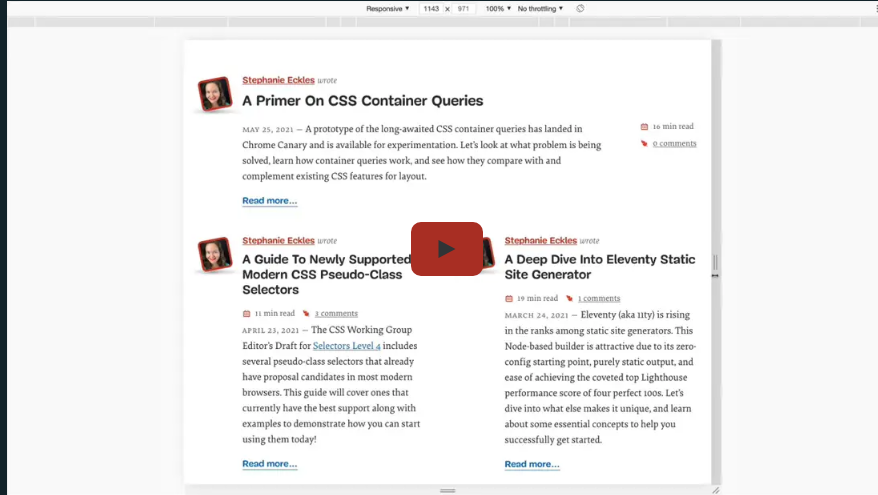 Responsive ▼ 1143 x 971 100% ▼ No throttling ▼
Stephanie Eckles wrote
A Primer On CSS Container Queries
MAY 25, 2021 — A prototype of the long-awaited CSS container queries has landed in
Chrome Canary and is available for experimentation. Let's look at what problem is being
solved, learn how container queries work, and see how they compare with and
complement existing CSS features for layout.
16 min read
0 comments
Read more...
Stephanie Eckles wrote
A Guide To Newly Supported
Modern CSS Pseudo-Class
Selectors
11 min read 3 comments
APRIL 23, 2021 — The CSS Working Group
Editor's Draft for Selectors Level 4 includes
several pseudo-class selectors that already
have proposal candidates in most modern
browsers. This guide will cover ones that
currently have the best support along with
examples to demonstrate how you can start
using them today!
Read more...
Stephanie Eckles wrote
A Deep Dive Into Eleventy Static
Site Generator
19 min read 1 comments
MARCH 24, 2021 — Eleventy (aka 11ty) is rising
in the ranks among static site generators. This
Node-based builder is attractive due to its zero-
config starting point, purely static output, and
ease of achieving the coveted top Lighthouse
performance score of four perfect 100s. Let's
dive into what else makes it unique, and learn
about some essential concepts to help you
successfully get started.
Read more...